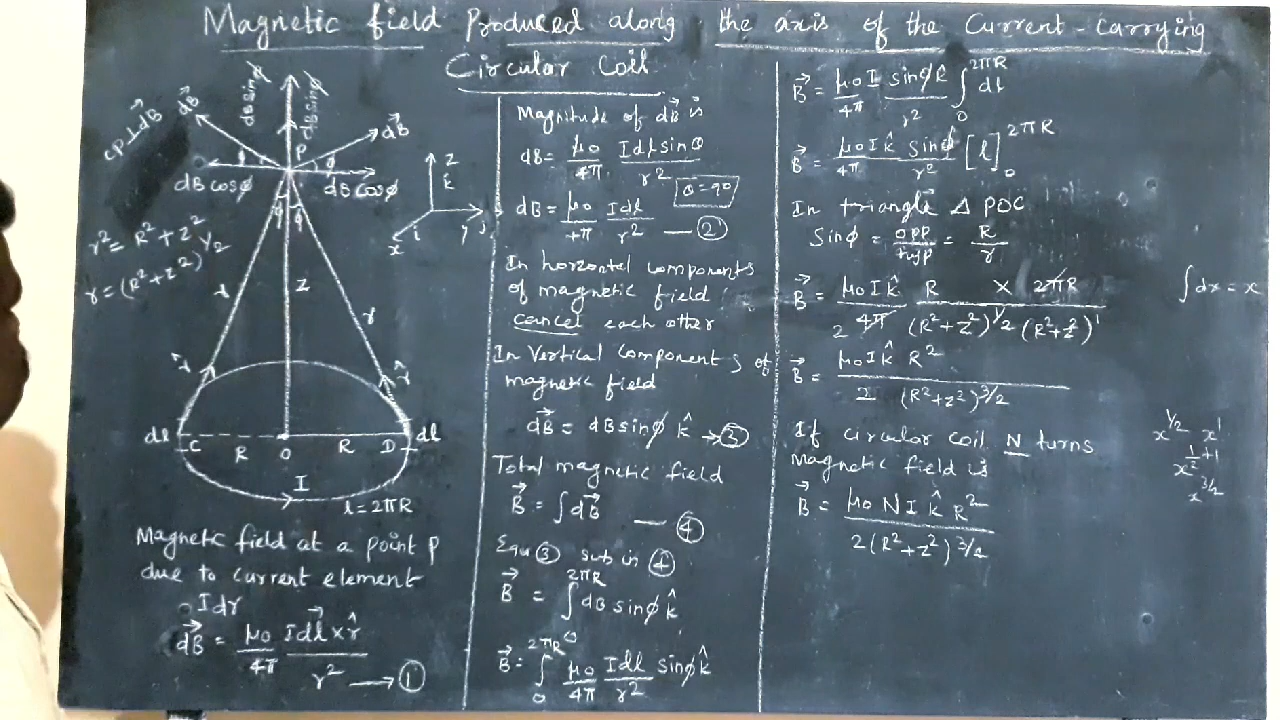 Magnetic field Produced along the axis of the Current-Carrying
Circular Coil
CP⊥dB
dB⃗
dB sinϕ
dB sinϕ
dB⃗
P
ϕ
ϕ
dB cosϕ
dB cosϕ
ϕ
ϕ
z
k̂
y
j
x
i
r² = R² + z²
r = (R² + z²)^1/2
r
z
r
r̂
r̂
dl
C
R
O
R
D
dl
I
l = 2πR
Magnetic field at a point P
due to current element
Idr
dB⃗ = μ0/4π Idl⃗ × r̂/r² → ①
Magnitude of dB⃗ is
dB = μ0/4π Idl sinθ/r²
θ = 90
dB = μ0/4π Idl/r² — ②
In horzontal components
of magnetic field
cancel each other
In Vertical Components of
magnetic field
dB⃗ = dB sinϕ k̂ → ③
Total magnetic field
B⃗ = ∫dB⃗ — ④
Equ ③ sub in ④
B⃗ = ∫₀^2πR dB sinϕ k̂
B⃗ = ∫₀^2πR μ0/4π Idl/r² sinϕ k̂
B⃗ = μ0 I/4π sinϕ k̂/r² ∫₀^2πR dl
B⃗ = μ0 I k̂/4π Sinϕ/r² [l]₀^2πR
In triangle Δ POC
Sinϕ = opp/hyp = R/r
B⃗ = μ0 I k̂/2 4π R/(R²+z²)^1/2 × 2πR/(R²+z²)^1
∫dx = x
B⃗ = μ0 I k̂ R²/2 (R²+z²)^3/2
If circular coil N turns
Magnetic field is
B⃗ = μ0 N I k̂ R²/2(R²+z²)^3/2
x^1/2 x^1
x^1/2+1
x^3/2